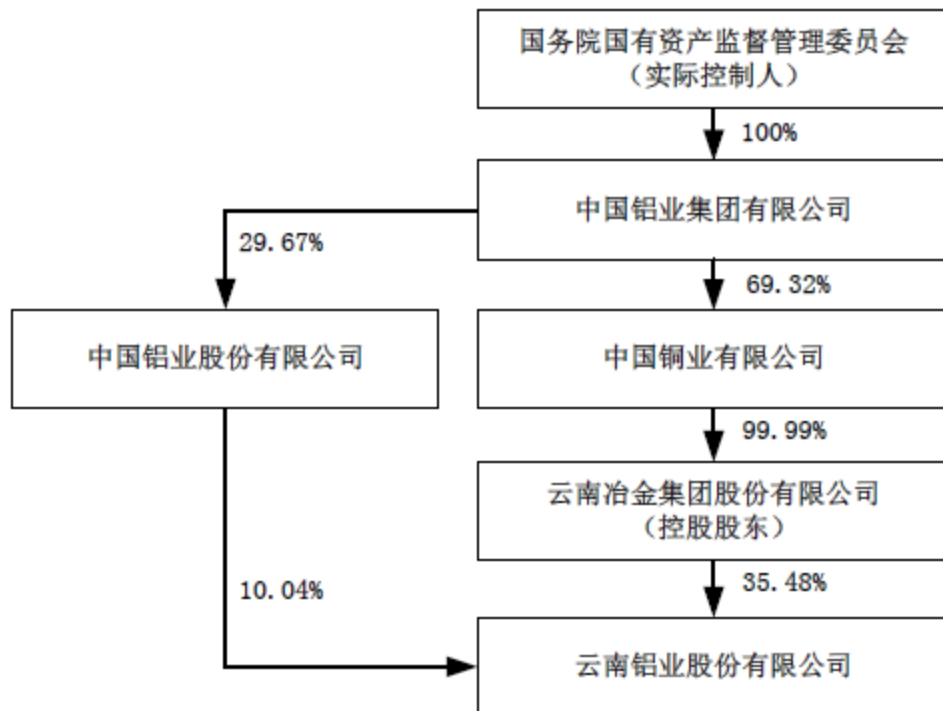 国务院国有资产监督管理委员会
（实际控制人）
100%
中国铝业集团有限公司
29.67%
69.32%
中国铝业股份有限公司
中国铜业有限公司
99.99%
云南冶金集团股份有限公司
（控股股东）
10.04%
35.48%
云南铝业股份有限公司